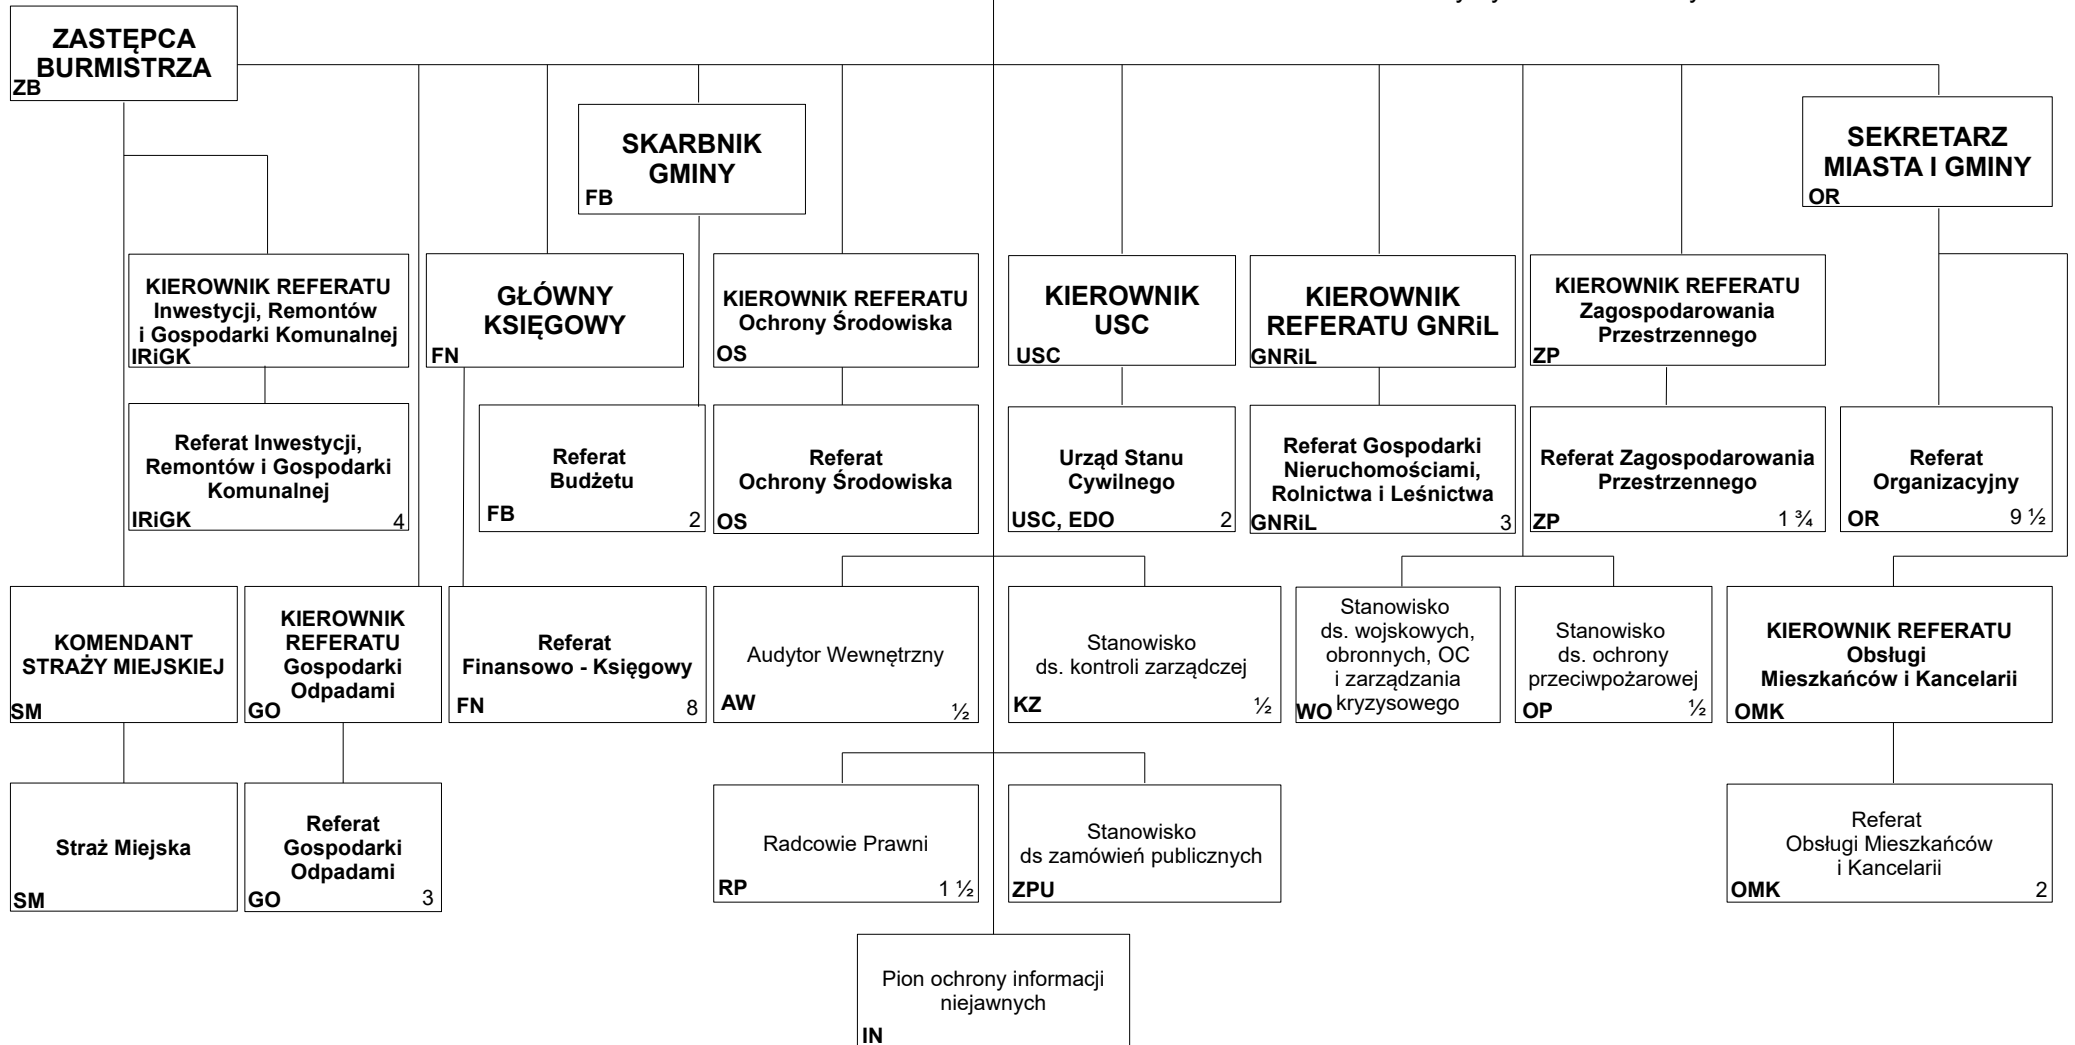 ZASTĘPCA
BURMISTRZA
ZB
SKARBNIK
GMINY
FB
SEKRETARZ
MIASTA I GMINY
OR
KIEROWNIK REFERATU
Inwestycji, Remontów
i Gospodarki Komunalnej
IRiGK
GŁÓWNY
KSIĘGOWY
FN
KIEROWNIK REFERATU
Ochrony Środowiska
OS
KIEROWNIK
USC
USC
KIEROWNIK
REFERATU GNRiL
GNRiL
KIEROWNIK REFERATU
Zagospodarowania
Przestrzennego
ZP
Referat Inwestycji,
Remontów i Gospodarki
Komunalnej
IRiGK 4
Referat
Budżetu
FB 2
Referat
Ochrony Środowiska
OS
Urząd Stanu
Cywilnego
USC, EDO 2
Referat Gospodarki
Nieruchomościami,
Rolnictwa i Leśnictwa
GNRiL 3
Referat Zagospodarowania
Przestrzennego
ZP 1 ¾
Referat
Organizacyjny
OR 9 ½
KOMENDANT
STRAŻY MIEJSKIEJ
SM
KIEROWNIK
REFERATU
Gospodarki
Odpadami
GO
Referat
Finansowo - Księgowy
FN 8
Audytor Wewnętrzny
AW ½
Stanowisko
ds. kontroli zarządczej
KZ ½
Stanowisko
ds. wojskowych,
obronnych, OC
i zarządzania
kryzysowego
WO
Stanowisko
ds. ochrony
przeciwpożarowej
OP ½
KIEROWNIK REFERATU
Obsługi
Mieszkańców i Kancelarii
OMK
Straż Miejska
SM
Referat
Gospodarki
Odpadami
GO 3
Radcowie Prawni
RP 1 ½
Stanowisko
ds zamówień publicznych
ZPU
Referat
Obsługi Mieszkańców
i Kancelarii
OMK 2
Pion ochrony informacji
niejawnych
IN